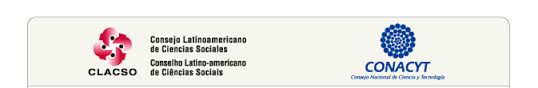 Consejo Latinoamericano
de Ciencias Sociales
Conselho Latino-americano
de Ciências Sociais
CLACSO
CONACYT
Consejo Nacional de Ciencia y Tecnología